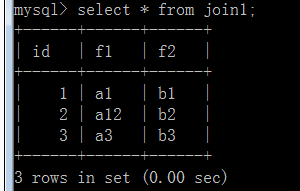 mysql> select * from join1;
+------+------+------+
| id   | f1   | f2   |
+------+------+------+
|    1 | a1   | b1   |
|    2 | a12  | b2   |
|    3 | a3   | b3   |
+------+------+------+
3 rows in set (0.00 sec)